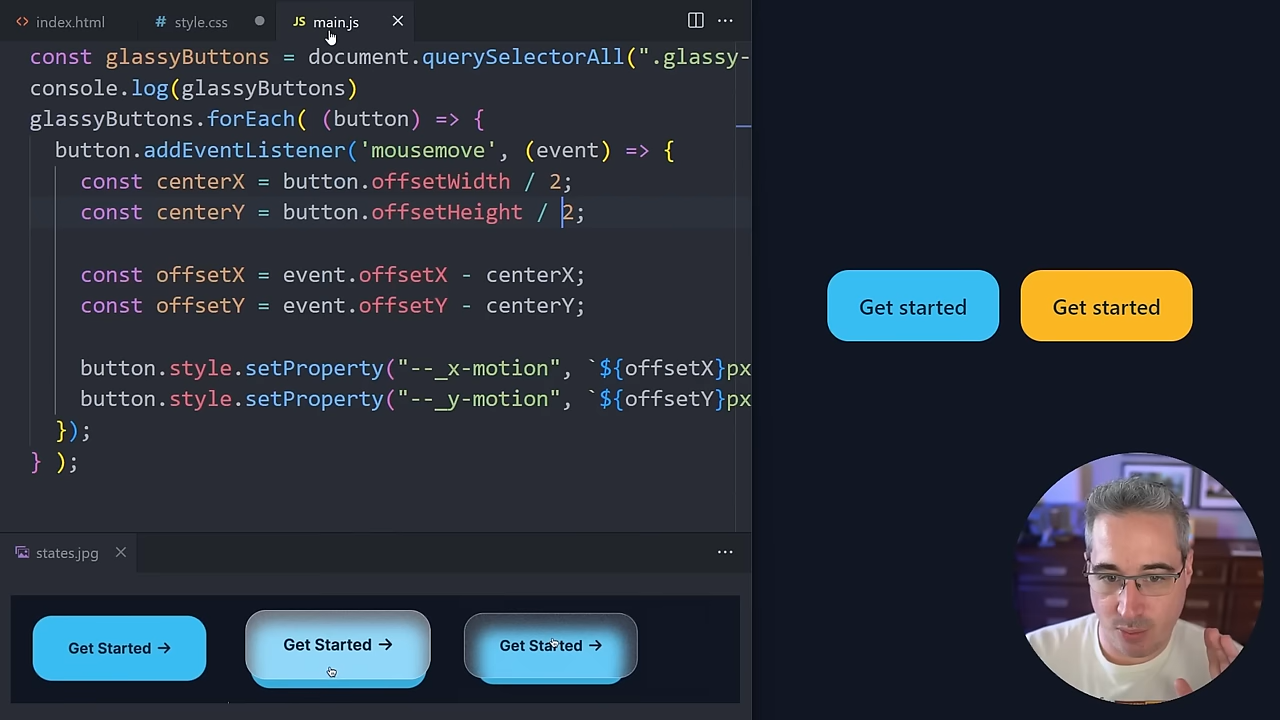 index.html
style.css
JS main.js
const glassyButtons = document.querySelectorAll(".glassy-
console.log(glassyButtons)
glassyButtons.forEach( (button) => {
button.addEventListener('mousemove', (event) => {
const centerX = button.offsetWidth / 2;
const centerY = button.offsetHeight / 2;
const offsetX = event.offsetX - centerX;
const offsetY = event.offsetY - centerY;
button.style.setProperty("--_x-motion", `${offsetX}px
button.style.setProperty("--_y-motion", `${offsetY}px
});
} );
Get started
Get started
states.jpg
Get Started →
Get Started →
Get Started →